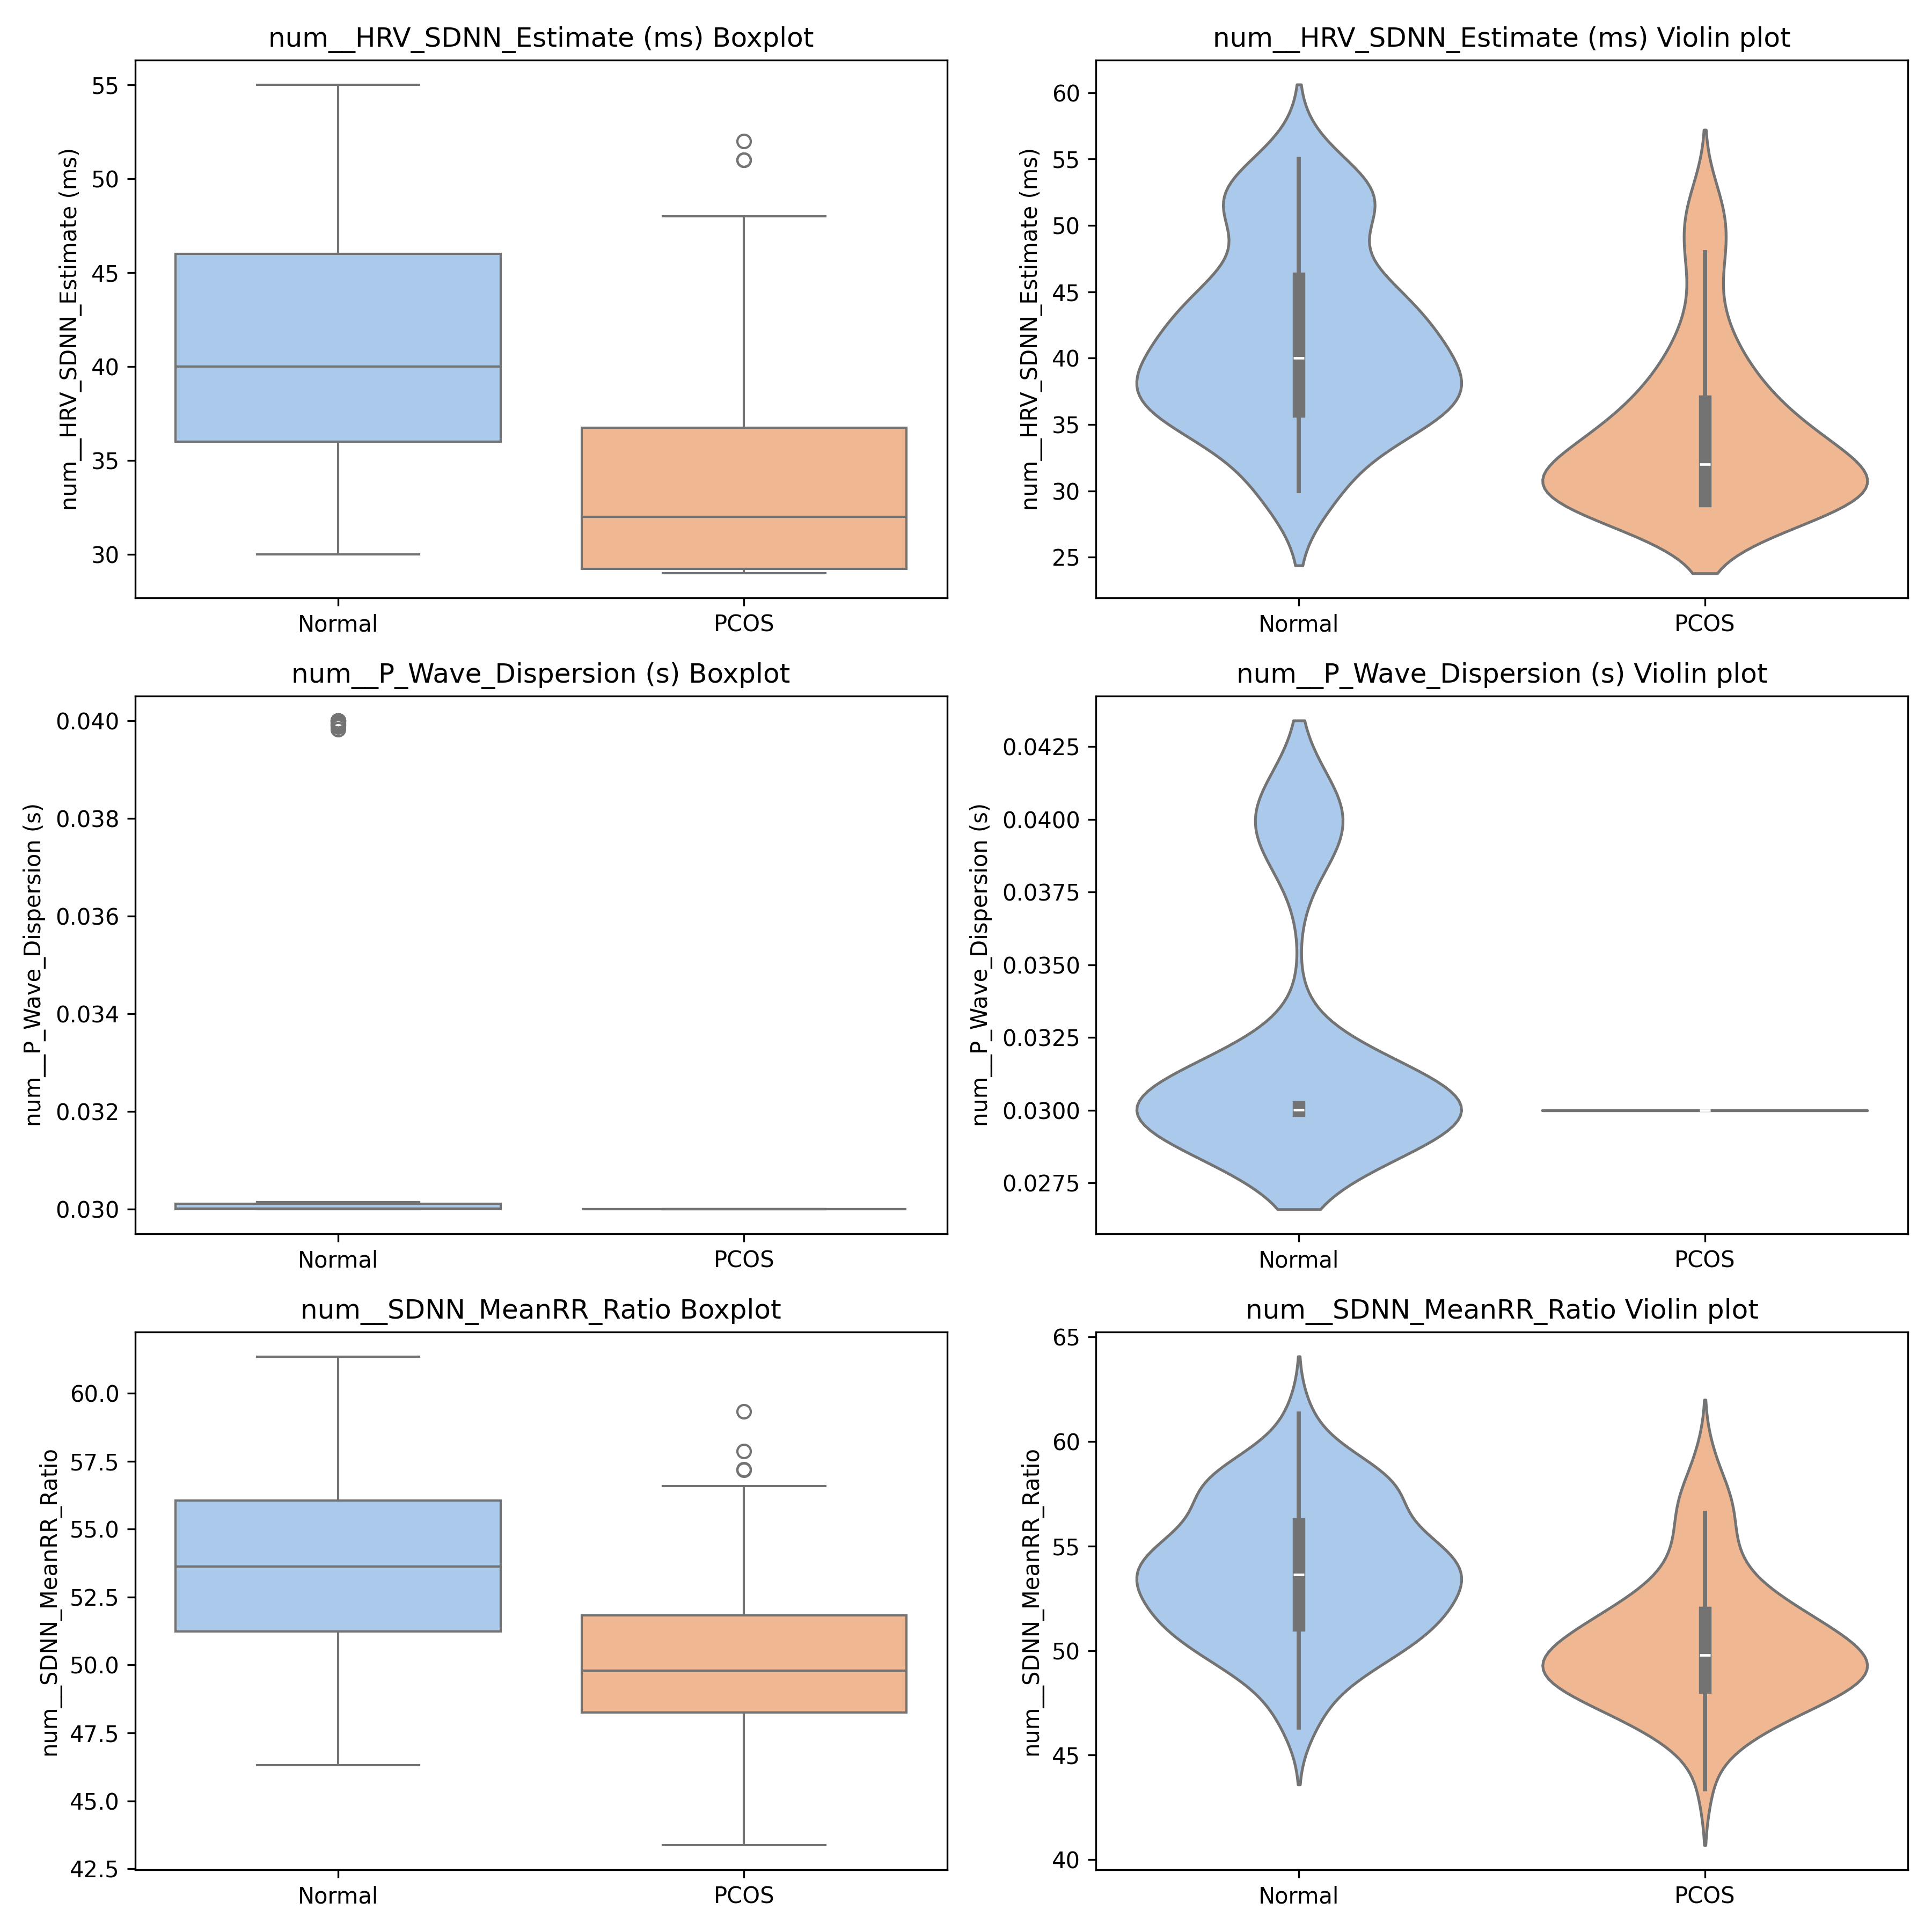 num__HRV_SDNN_Estimate (ms) Boxplot
num__HRV_SDNN_Estimate (ms)
55
50
45
40
35
30
Normal
PCOS
num__HRV_SDNN_Estimate (ms) Violin plot
num__HRV_SDNN_Estimate (ms)
60
55
50
45
40
35
30
25
Normal
PCOS
num__P_Wave_Dispersion (s) Boxplot
num__P_Wave_Dispersion (s)
0.040
0.038
0.036
0.034
0.032
0.030
Normal
PCOS
num__P_Wave_Dispersion (s) Violin plot
num__P_Wave_Dispersion (s)
0.0425
0.0400
0.0375
0.0350
0.0325
0.0300
0.0275
Normal
PCOS
num__SDNN_MeanRR_Ratio Boxplot
num__SDNN_MeanRR_Ratio
60.0
57.5
55.0
52.5
50.0
47.5
45.0
42.5
Normal
PCOS
num__SDNN_MeanRR_Ratio Violin plot
num__SDNN_MeanRR_Ratio
65
60
55
50
45
40
Normal
PCOS